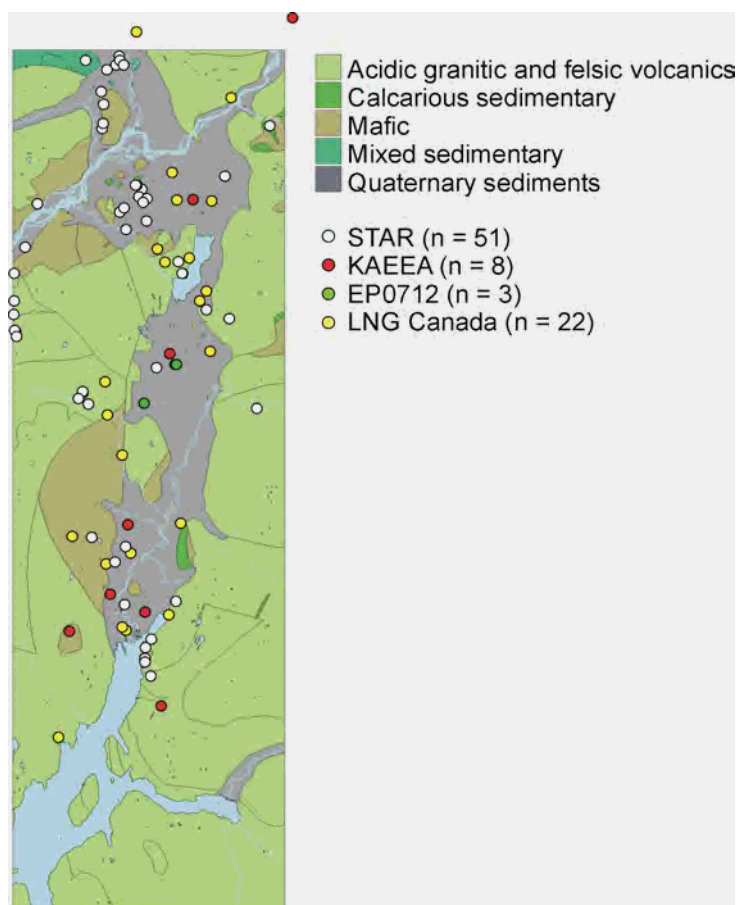 Acidic granitic and felsic volcanics
Calcarious sedimentary
Mafic
Mixed sedimentary
Quaternary sediments
STAR (n = 51)
KAEEA (n = 8)
EP0712 (n = 3)
LNG Canada (n = 22)